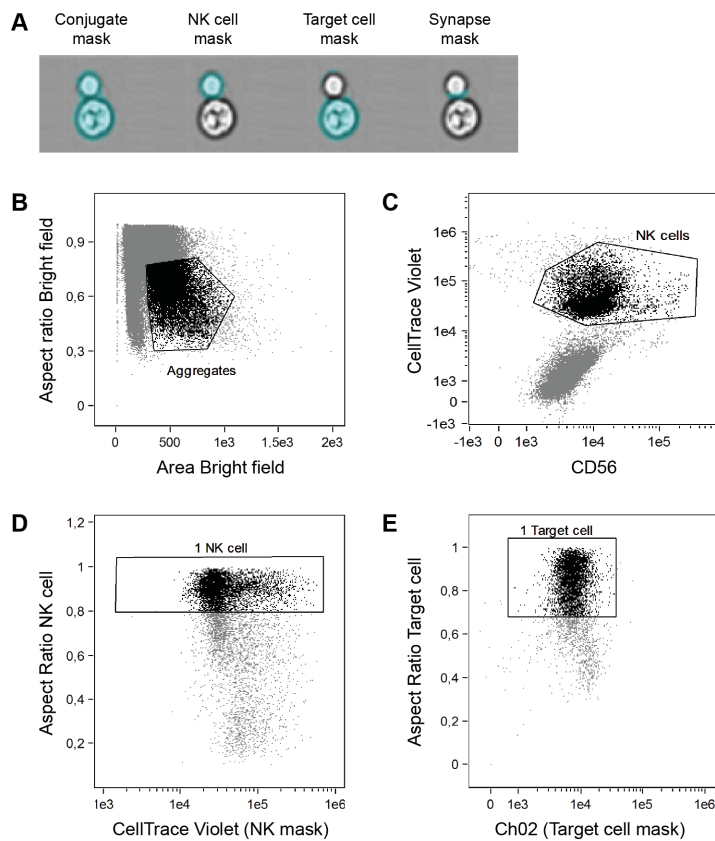 A
Conjugate mask
NK cell mask
Target cell mask
Synapse mask
B
Aspect ratio Bright field
0,9
0,6
0,3
0
Aggregates
0
500
1e3
1.5e3
2e3
Area Bright field
C
CellTrace Violet
1e6
1e5
1e4
1e3
0
-1e3
NK cells
-1e3
0
1e3
1e4
1e5
CD56
D
Aspect Ratio NK cell
1,2
1
0,8
0,6
0,4
0,2
1 NK cell
1e3
1e4
1e5
1e6
CellTrace Violet (NK mask)
E
Aspect Ratio Target cell
1
0,8
0,6
0,4
0,2
0
1 Target cell
0
1e3
1e4
1e5
1e6
Ch02 (Target cell mask)